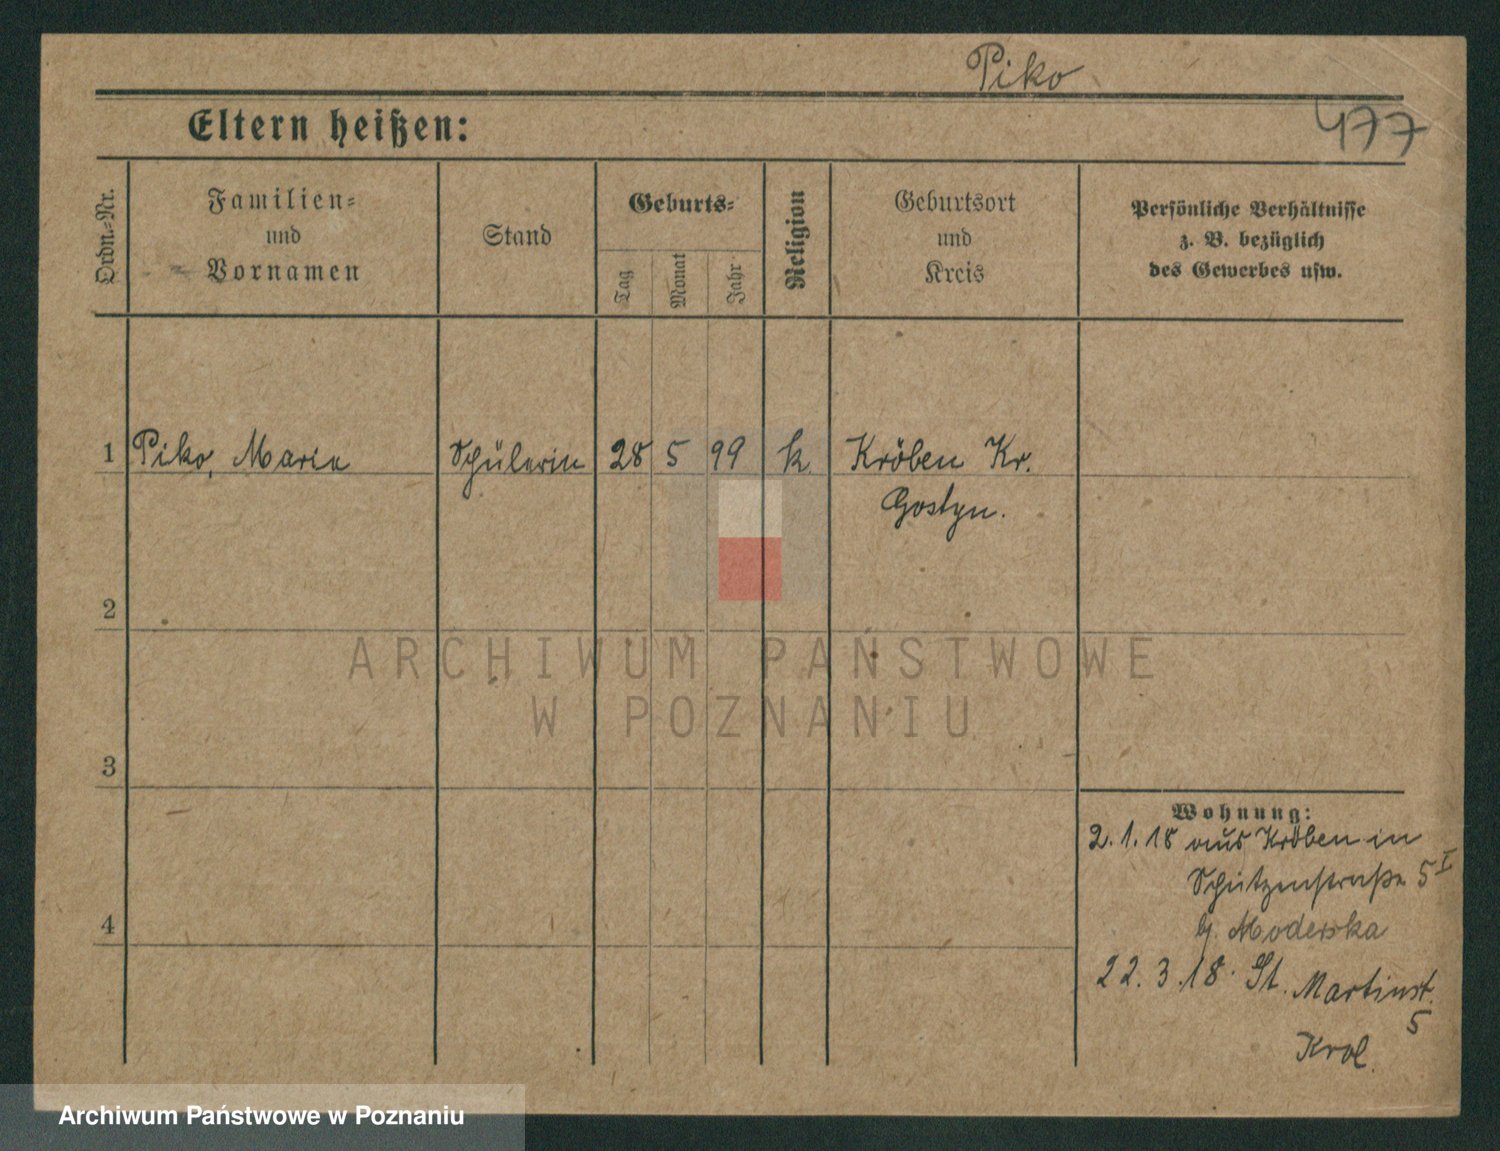 Piko
477
Eltern heißen:
Ordn.-Nr.
Familien-
und
Vornamen
Stand
Geburts-
Tag
Monat
Jahr
Religion
Geburtsort
und
Kreis
Persönliche Verhältnisse
z. B. bezüglich
des Gewerbes usw.
1 Piko, Marie Schülerin 28 5 99 k. Kröben Kr.
Gostyn.
2
ARCHIWUM PAŃSTWOWE
W POZNANIU
3
Wohnung:
2.1.18 aus Kröben in
Schützenstraße 5 I
b. Moderska
4
22.3.18. St. Martinst.
5
Krol.
Archiwum Państwowe w Poznaniu